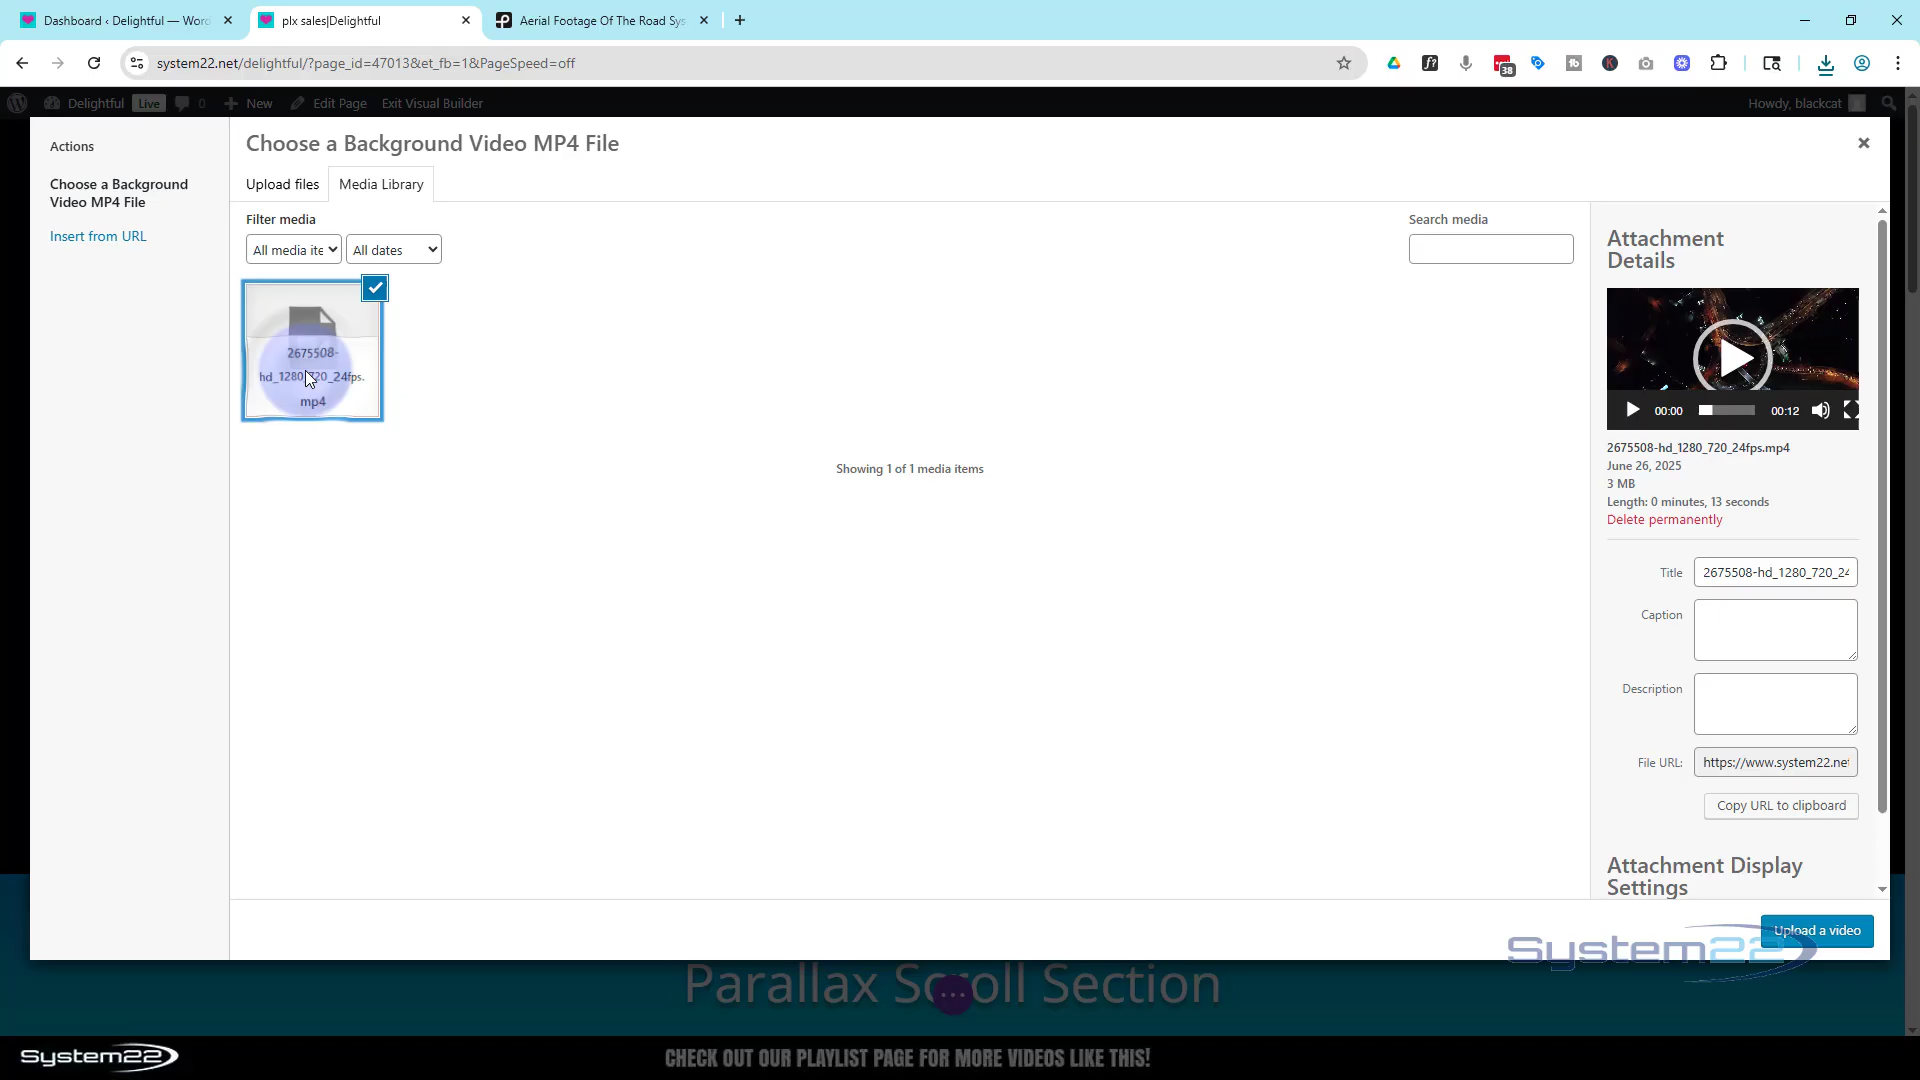 Dashboard ‹ Delightful — Word
plx sales|Delightful
Aerial Footage Of The Road Sys
system22.net/delightful/?page_id=47013&et_fb=1&PageSpeed=off
38
Delightful Live 0 New Edit Page Exit Visual Builder
Howdy, blackcat
Actions
Choose a Background Video MP4 File
Choose a Background
Video MP4 File
Insert from URL
Upload files
Media Library
Filter media
All media ite
All dates
Search media
2675508-
hd_1280_720_24fps.
mp4
Showing 1 of 1 media items
Attachment
Details
00:00
00:12
2675508-hd_1280_720_24fps.mp4
June 26, 2025
3 MB
Length: 0 minutes, 13 seconds
Delete permanently
Title
2675508-hd_1280_720_24
Caption
Description
File URL:
https://www.system22.net
Copy URL to clipboard
Attachment Display
Settings
Upload a video
System22
Parallax Scroll Section
System22
CHECK OUT OUR PLAYLIST PAGE FOR MORE VIDEOS LIKE THIS!